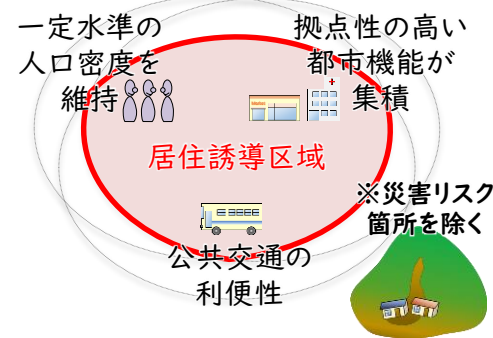 一定水準の
人口密度を
維持
拠点性の高い
都市機能が
集積
居住誘導区域
※災害リスク
箇所を除く
公共交通の
利便性